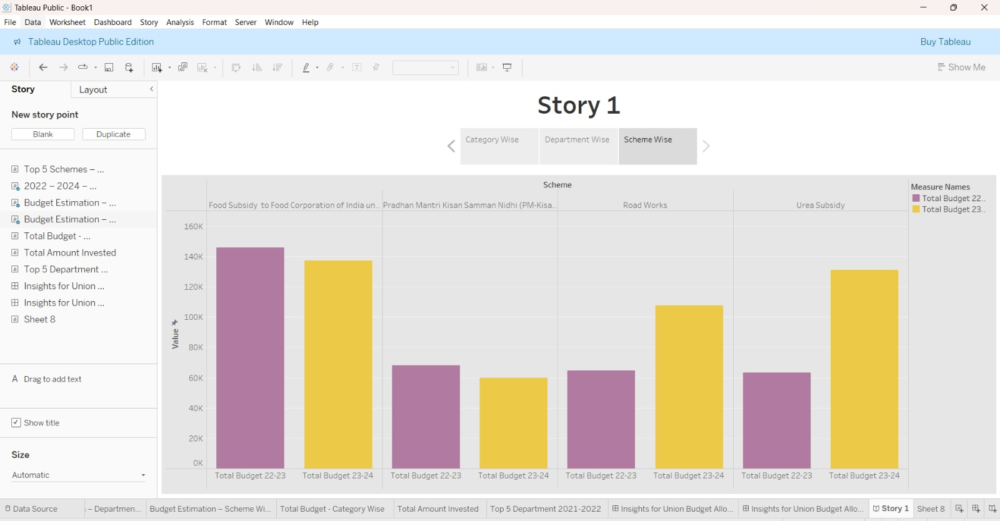 Tableau Public - Book1
File Data Worksheet Dashboard Story Analysis Format Server Window Help
Tableau Desktop Public Edition
Buy Tableau
Show Me
Story
Layout
New story point
Blank
Duplicate
Top 5 Schemes – ...
2022 – 2024 – ...
Budget Estimation – ...
Budget Estimation – ...
Total Budget - ...
Total Amount Invested
Top 5 Department ...
Insights for Union ...
Insights for Union ...
Sheet 8
A Drag to add text
Show title
Size
Automatic
Story 1
Category Wise
Department Wise
Scheme Wise
Scheme
Food Subsidy to Food Corporation of India un..
Pradhan Mantri Kisan Samman Nidhi (PM-Kisa..
Road Works
Urea Subsidy
Value
160K
140K
120K
100K
80K
60K
40K
20K
0K
Total Budget 22-23
Total Budget 23-24
Total Budget 22-23
Total Budget 23-24
Total Budget 22-23
Total Budget 23-24
Total Budget 22-23
Total Budget 23-24
Measure Names
Total Budget 22..
Total Budget 23..
Data Source
– Departmen...
Budget Estimation – Scheme Wi...
Total Budget - Category Wise
Total Amount Invested
Top 5 Department 2021-2022
Insights for Union Budget Allo...
Insights for Union Budget Allo...
Story 1
Sheet 8